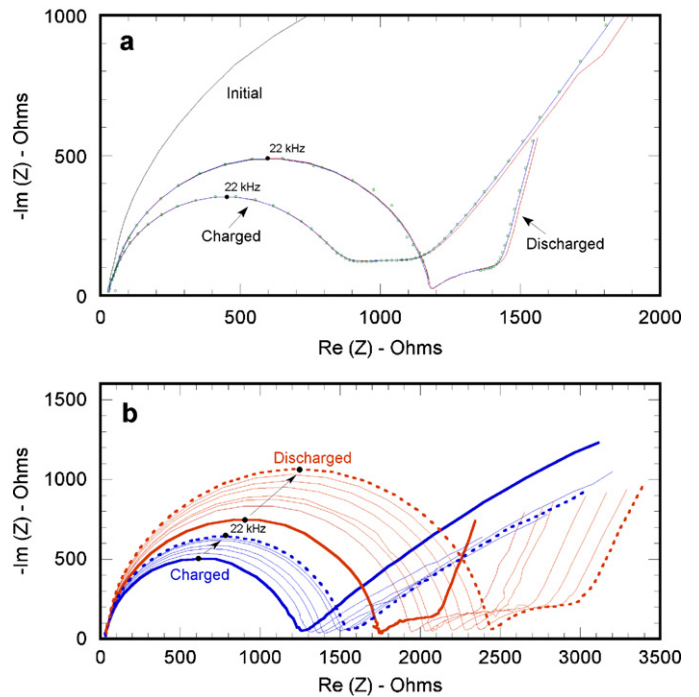 a
1000
Initial
22 kHz
500
22 kHz
Charged
Discharged
0
0
500
1000
1500
2000
-Im (Z) - Ohms
Re (Z) - Ohms
b
1500
Discharged
1000
22 kHz
500
Charged
0
0
500
1000
1500
2000
2500
3000
3500
-Im (Z) - Ohms
Re (Z) - Ohms